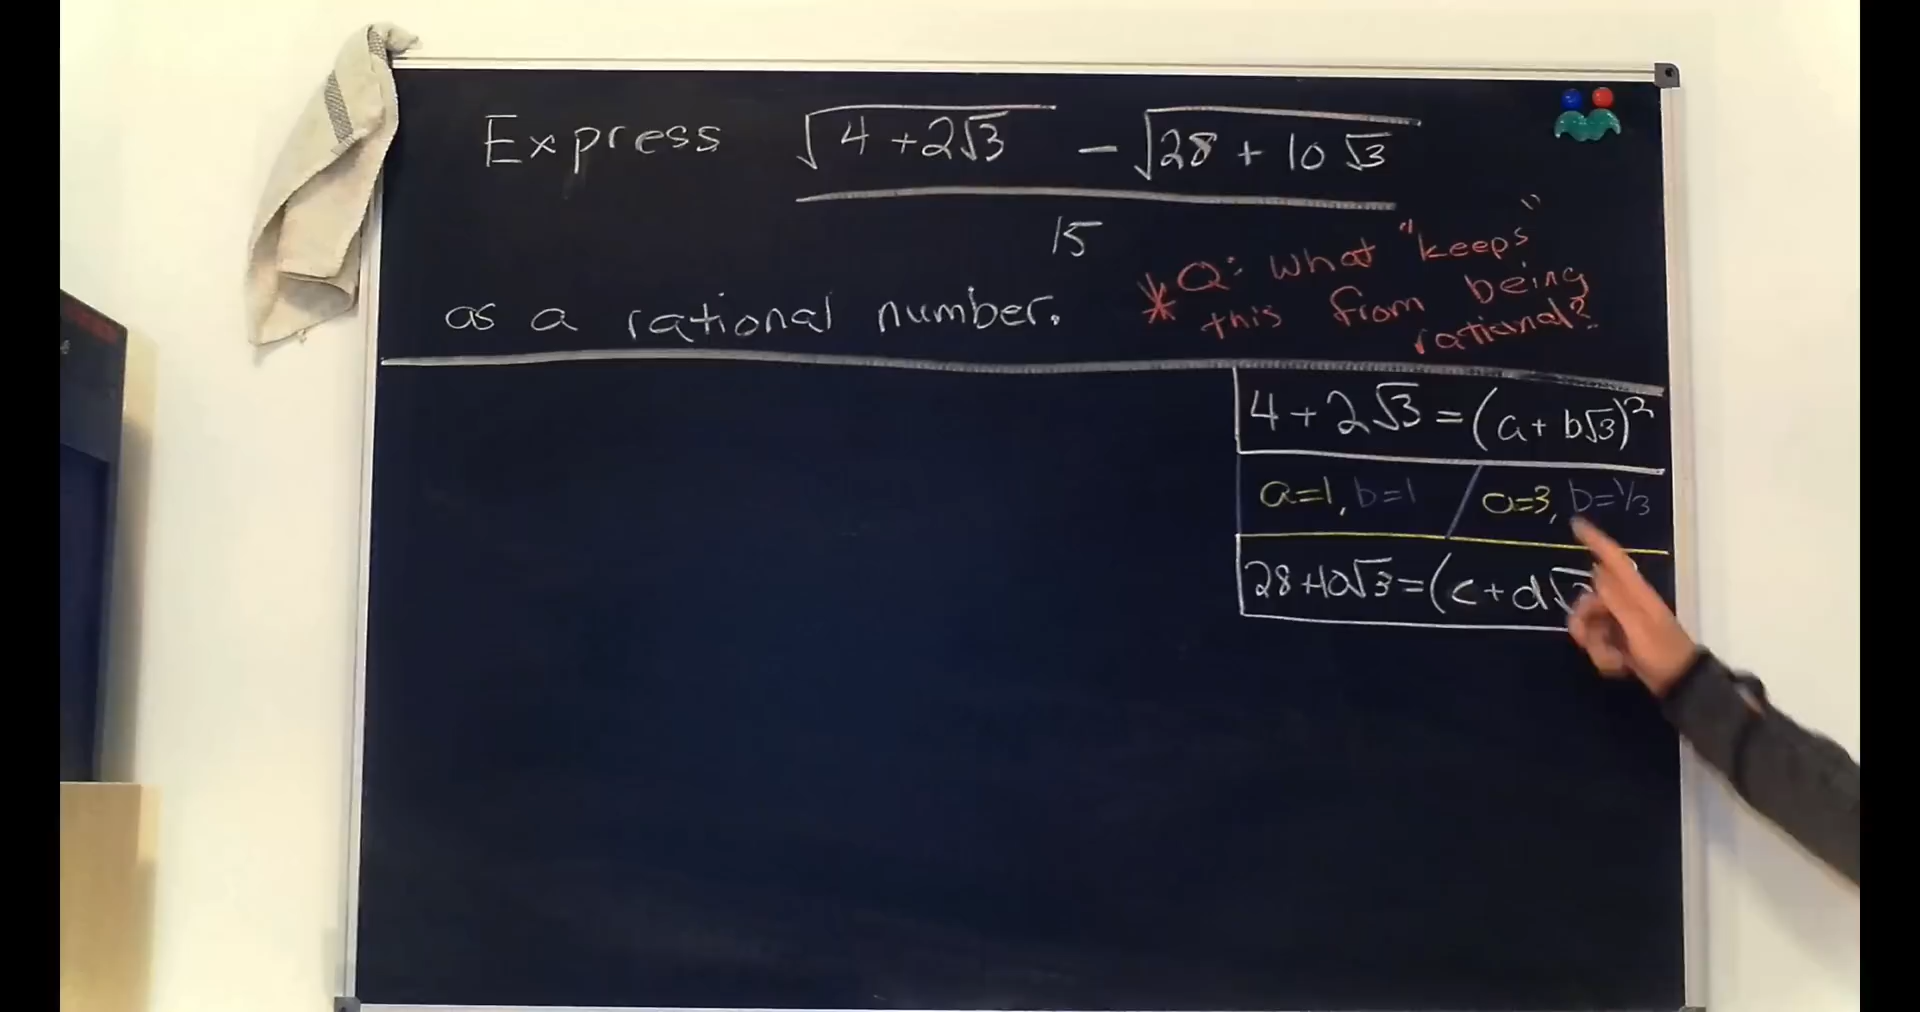 Express √(4+2√3) − √(28+10√3)
15
as a rational number.
*Q: What "keeps"
this from being
rational?
4+2√3=(a+b√3)²
a=1, b=1 / a=3, b=1/3
28+10√3=(c+d√